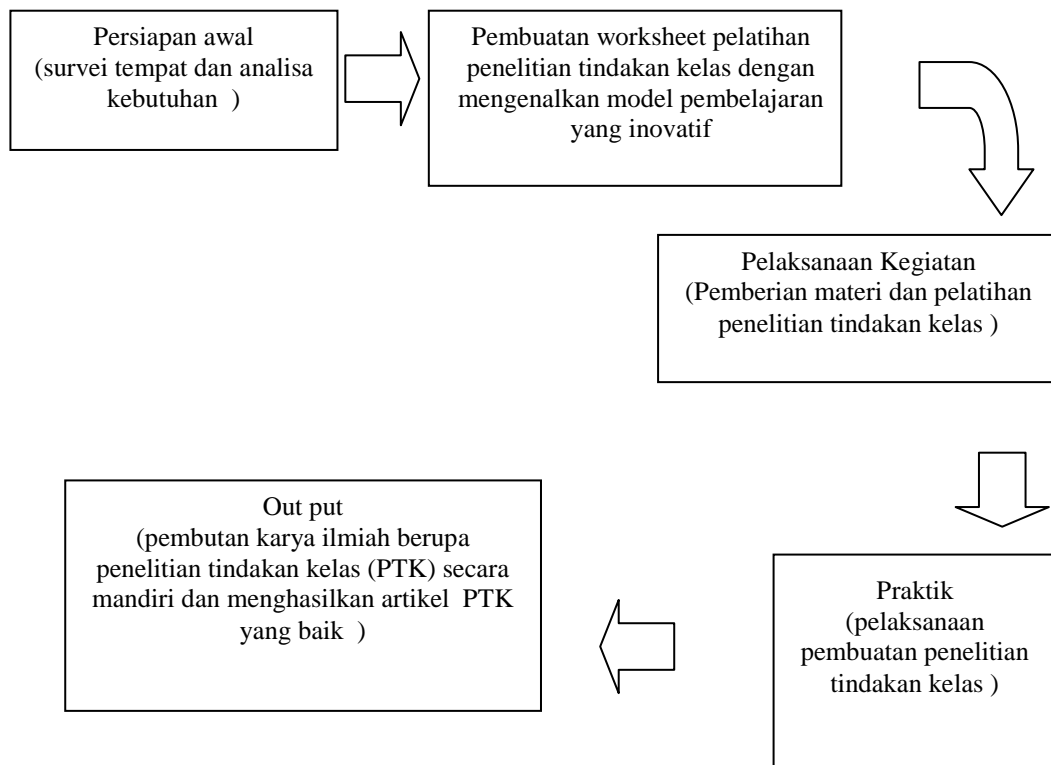 Persiapan awal
(survei tempat dan analisa
kebutuhan  )
Pembuatan worksheet pelatihan
penelitian tindakan kelas dengan
mengenalkan model pembelajaran
yang inovatif
Pelaksanaan Kegiatan
(Pemberian materi dan pelatihan
penelitian tindakan kelas )
Praktik
(pelaksanaan
pembuatan penelitian
tindakan kelas )
Out put
(pembutan karya ilmiah berupa
penelitian tindakan kelas (PTK) secara
mandiri dan menghasilkan artikel  PTK
yang baik  )